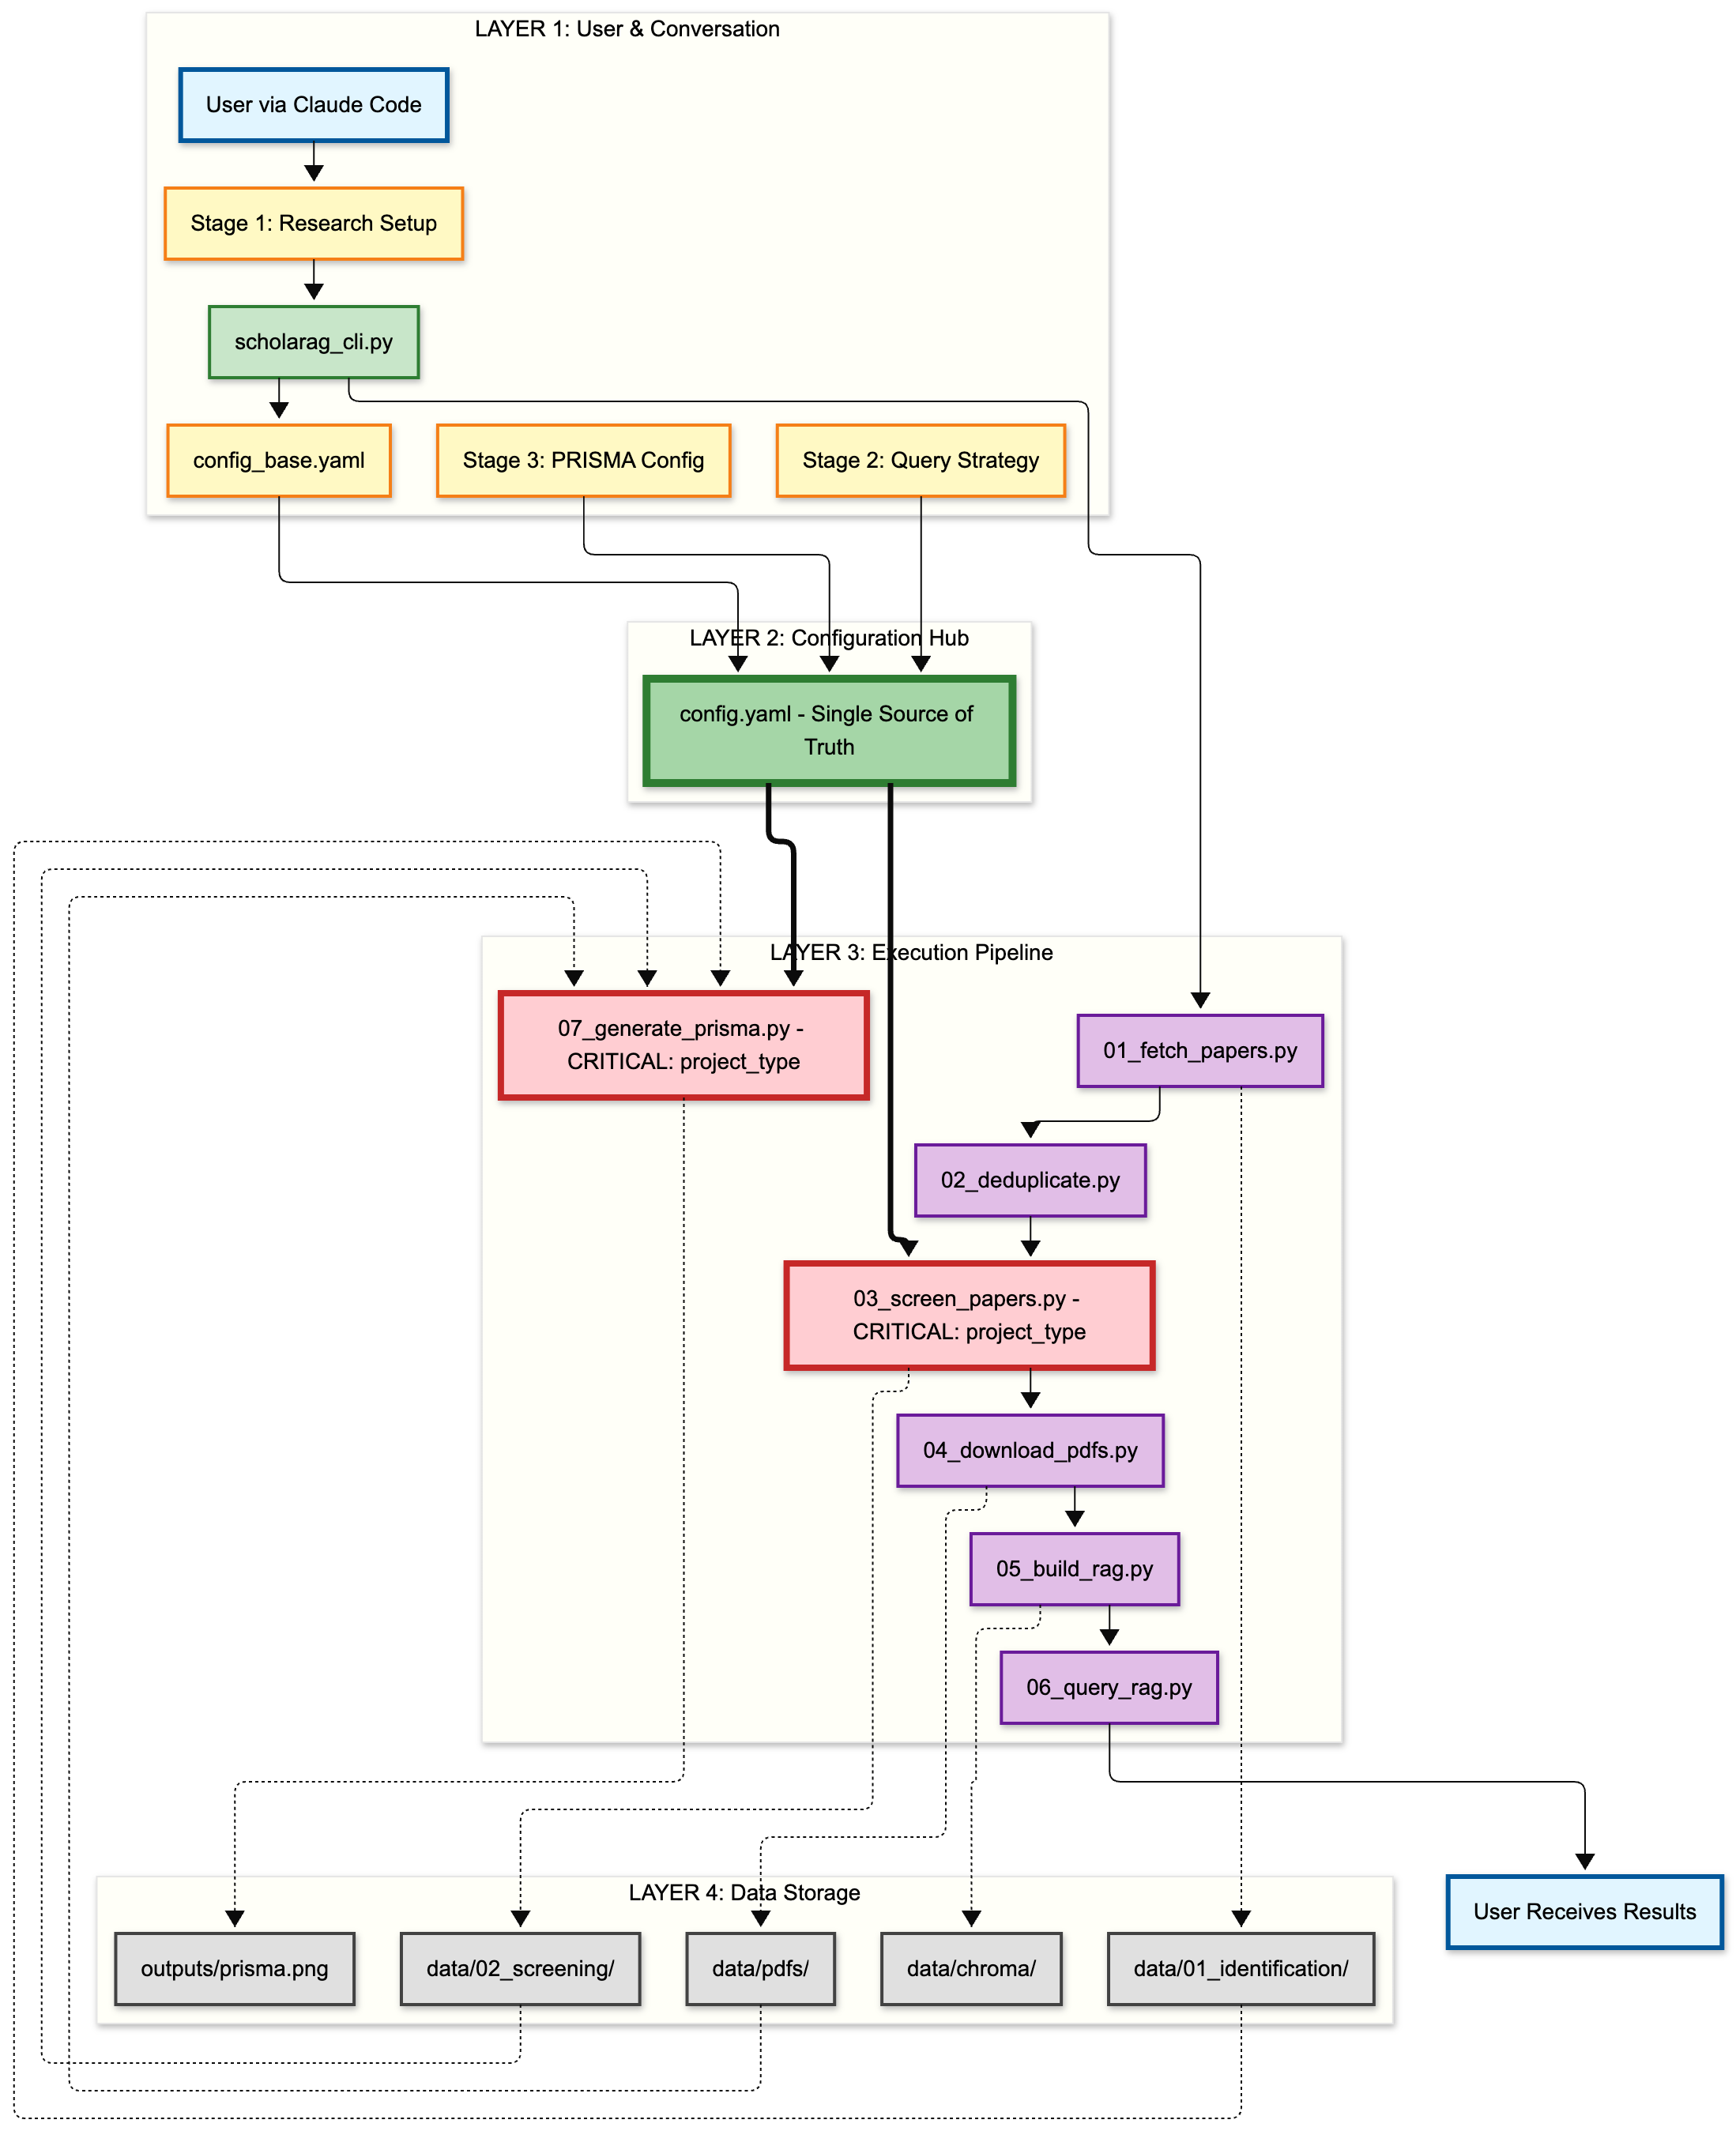 LAYER 1: User & Conversation
User via Claude Code
Stage 1: Research Setup
scholarag_cli.py
config_base.yaml
Stage 3: PRISMA Config
Stage 2: Query Strategy
LAYER 2: Configuration Hub
config.yaml - Single Source of
Truth
LAYER 3: Execution Pipeline
07_generate_prisma.py -
CRITICAL: project_type
01_fetch_papers.py
02_deduplicate.py
03_screen_papers.py -
CRITICAL: project_type
04_download_pdfs.py
05_build_rag.py
06_query_rag.py
LAYER 4: Data Storage
User Receives Results
outputs/prisma.png
data/02_screening/
data/pdfs/
data/chroma/
data/01_identification/